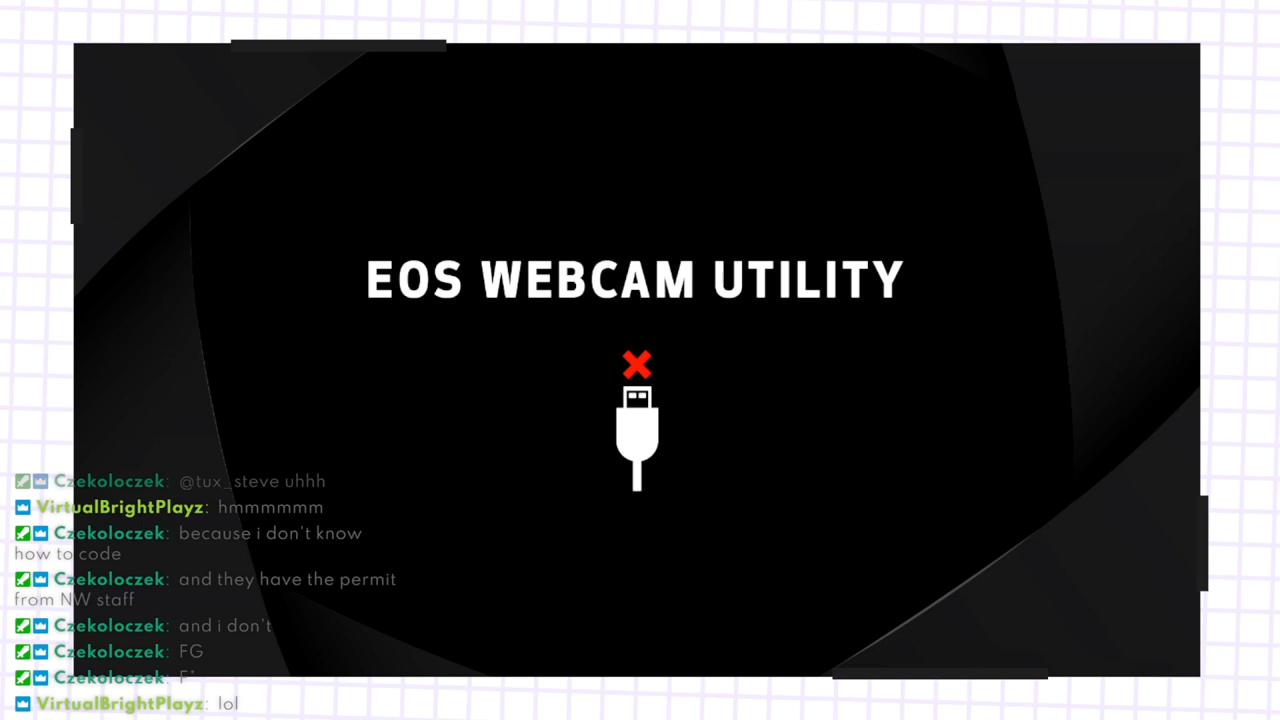 EOS WEBCAM UTILITY
Czekoloczek: @tux_steve uhhh
VirtualBrightPlayz: hmmmmmm
Czekoloczek: because i don't know
how to code
Czekoloczek: and they have the permit
from NW staff
Czekoloczek: and i don't
Czekoloczek: FG
Czekoloczek: F*
VirtualBrightPlayz: lol